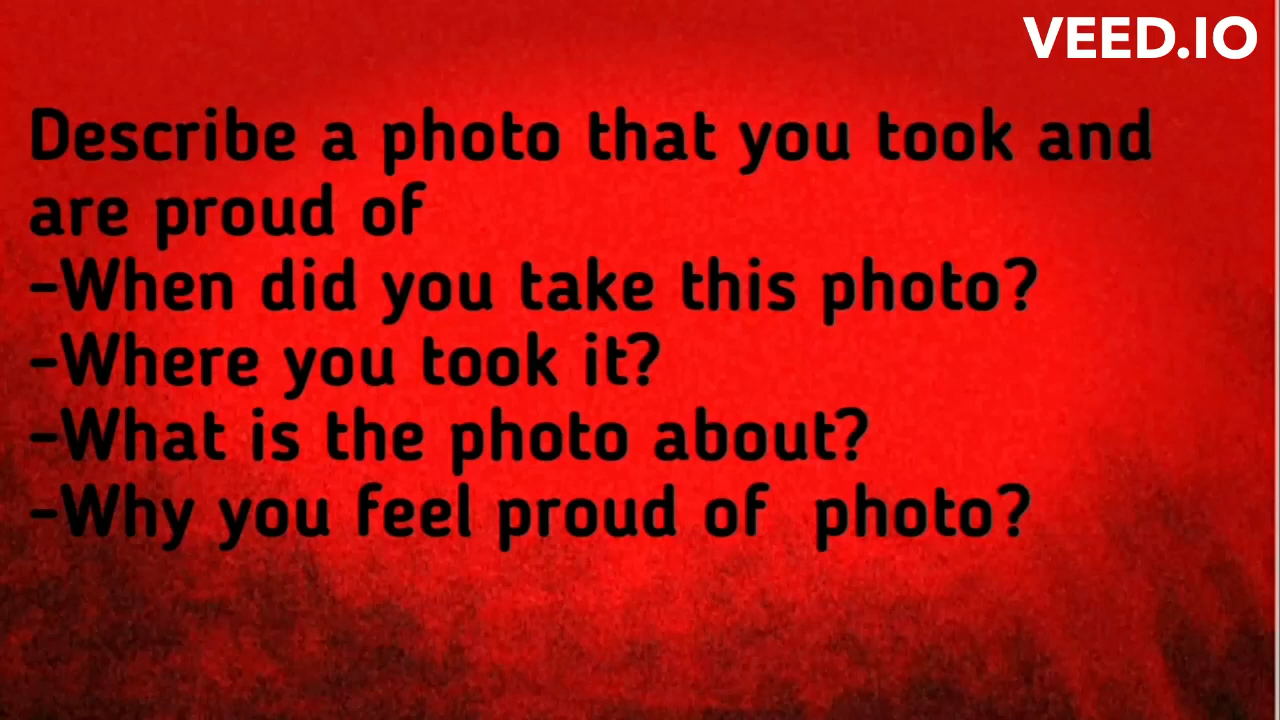 VEED.IO
Describe a photo that you took and
are proud of
-When did you take this photo?
-Where you took it?
-What is the photo about?
-Why you feel proud of  photo?